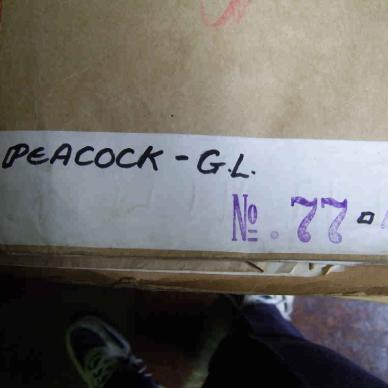 PEACOCK - G.L.
No. 77